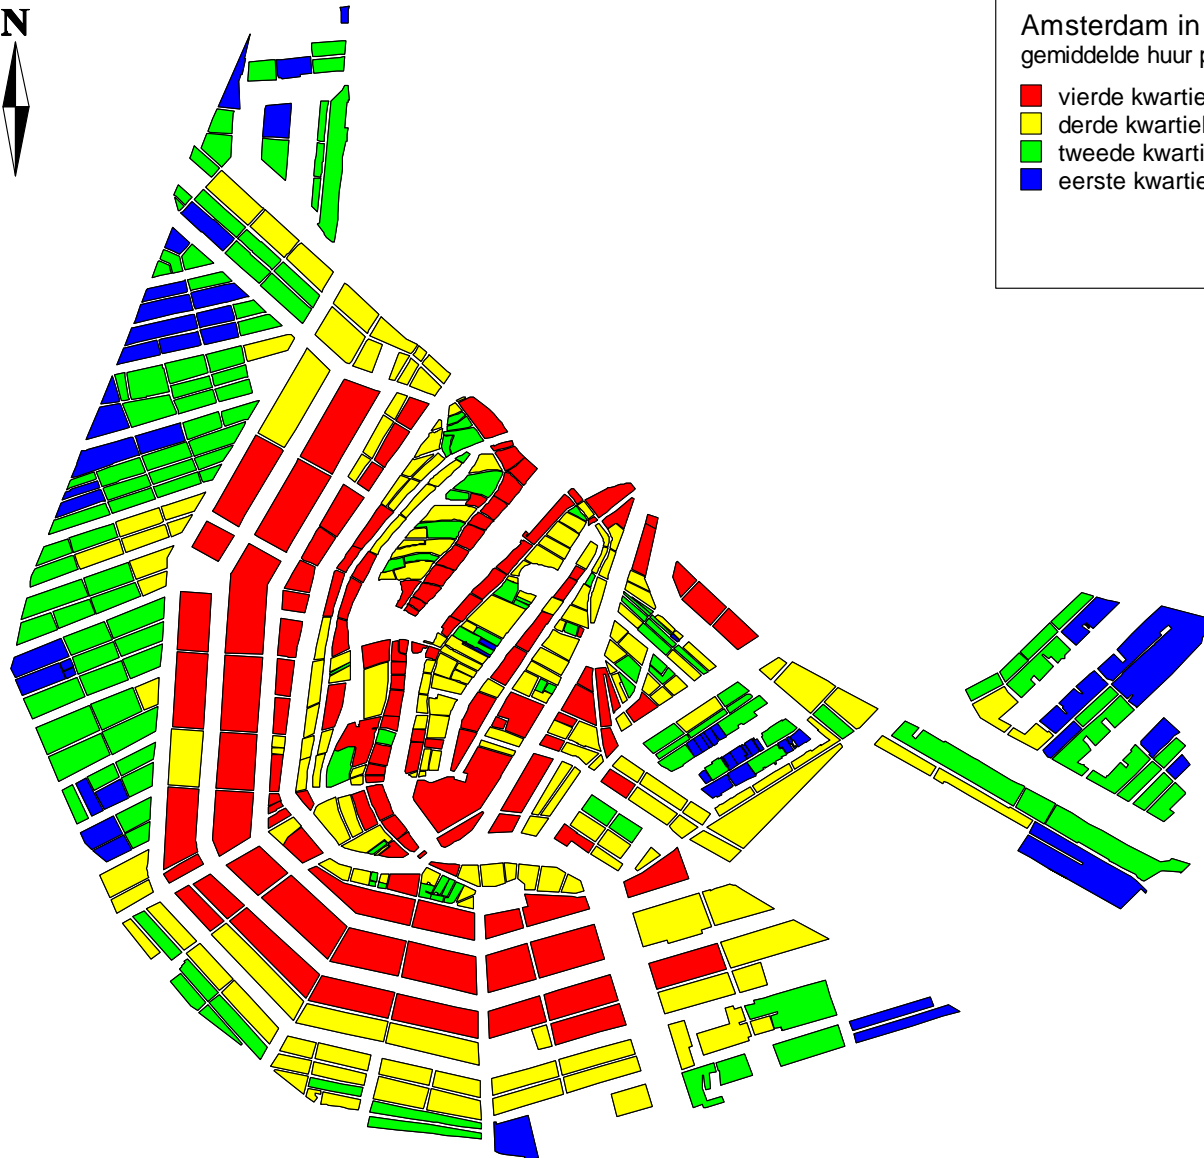 N
Amsterdam in
gemiddelde huur p
vierde kwartie
derde kwartiel
tweede kwarti
eerste kwartie